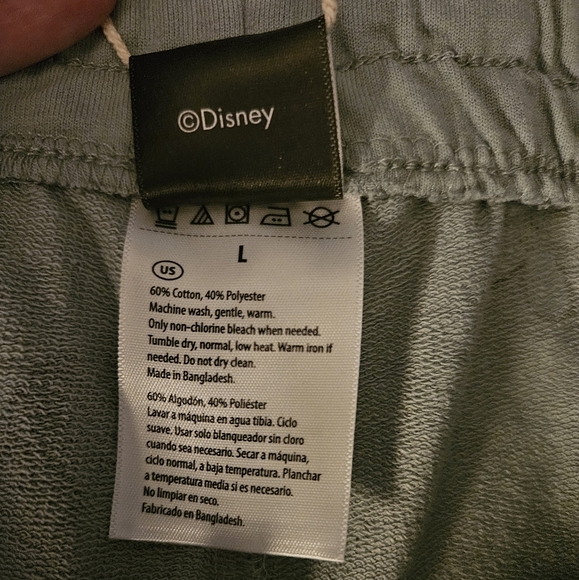 ©Disney
L
US
60% Cotton, 40% Polyester
Machine wash, gentle, warm.
Only non-chlorine bleach when needed.
Tumble dry, normal, low heat. Warm iron if
needed. Do not dry clean.
Made in Bangladesh.
60% Algodón, 40% Poliéster
Lavar a máquina en agua tibia. Ciclo
suave. Usar solo blanqueador sin cloro
cuando sea necesario. Secar a máquina,
ciclo normal, a baja temperatura. Planchar
a temperatura media si es necesario.
No limpiar en seco.
Fabricado en Bangladesh.